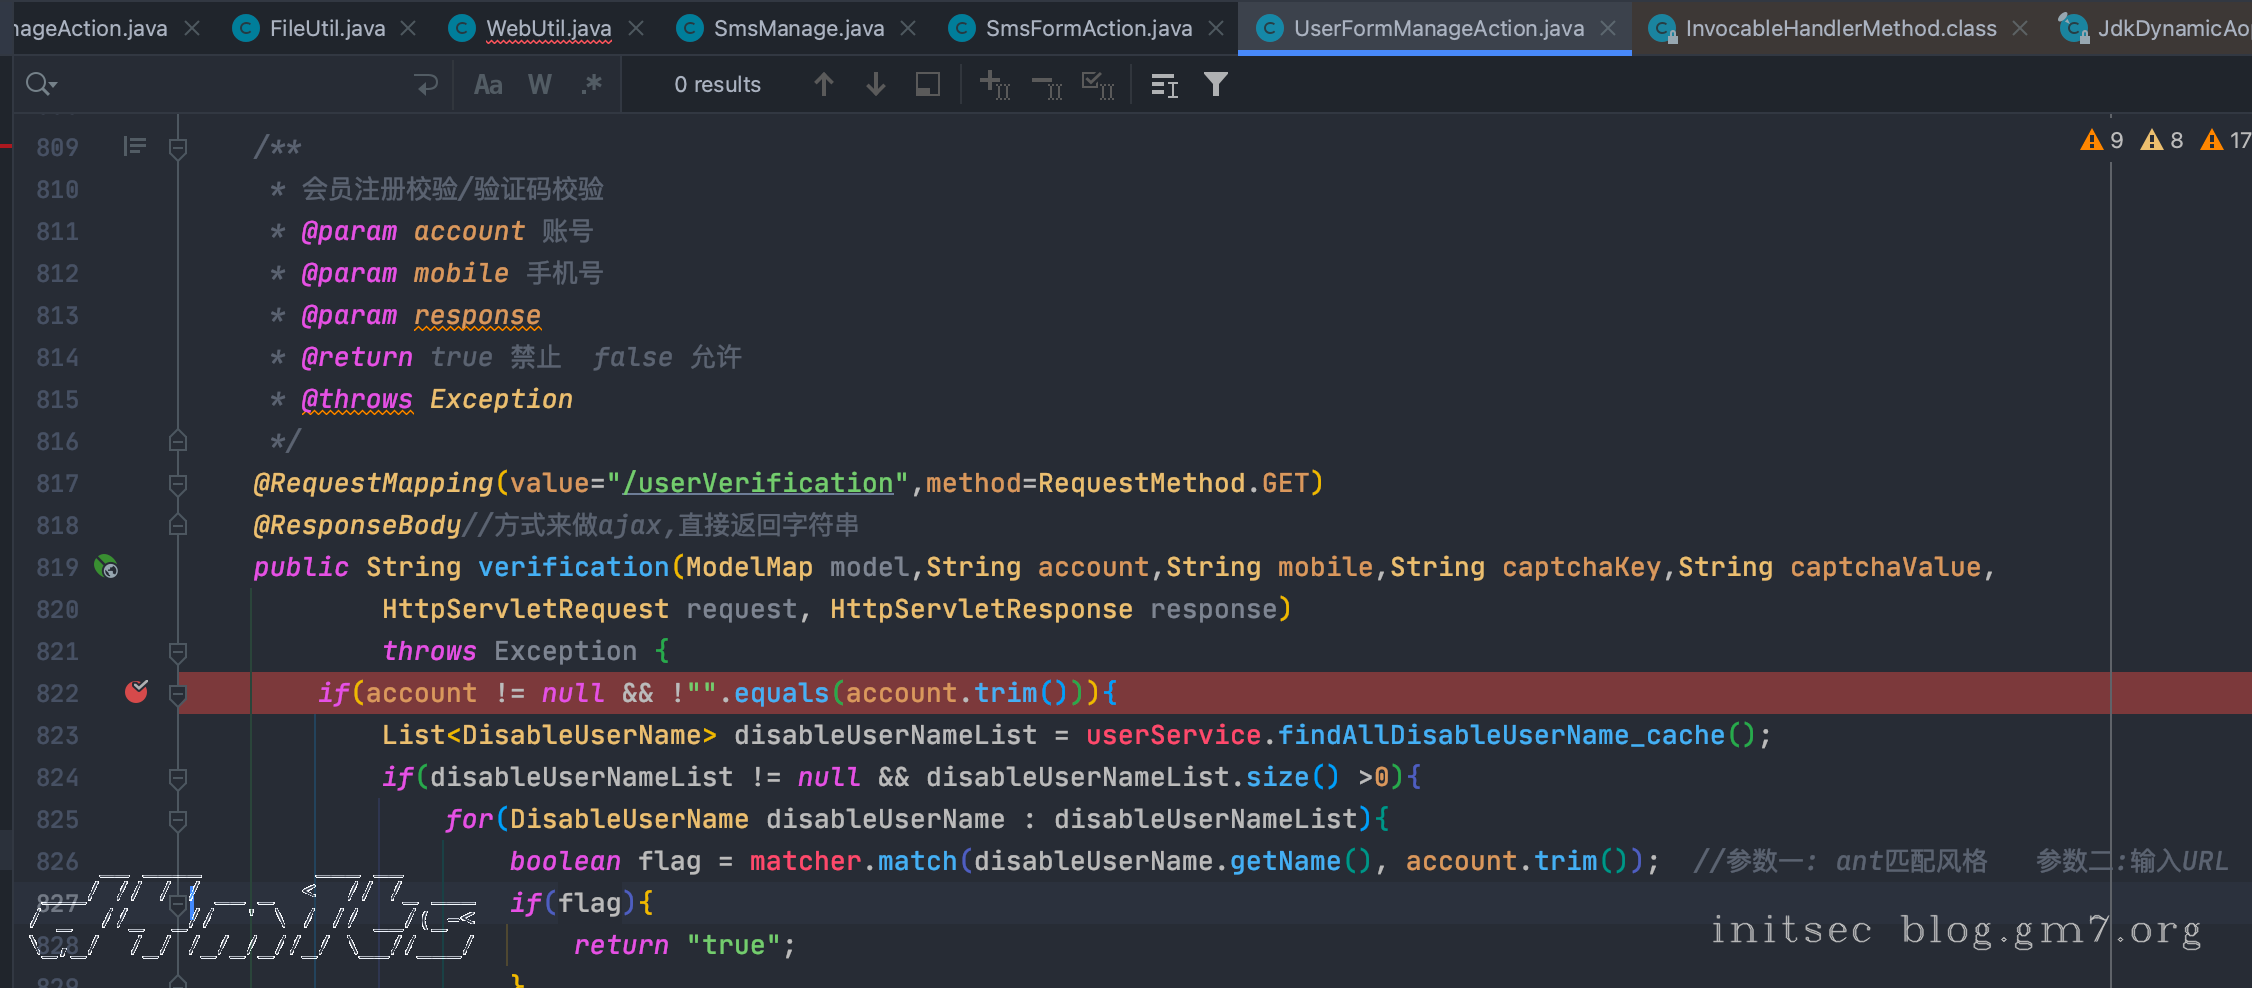 nageAction.java FileUtil.java WebUtil.java SmsManage.java SmsFormAction.java UserFormManageAction.java InvocableHandlerMethod.class JdkDynamicAo
Aa W .* 0 results
9 8 17
809 /**
810 * 会员注册校验/验证码校验
811 * @param account 账号
812 * @param mobile 手机号
813 * @param response
814 * @return true 禁止 false 允许
815 * @throws Exception
816 */
817 @RequestMapping(value="/userVerification",method=RequestMethod.GET)
818 @ResponseBody//方式来做ajax,直接返回字符串
819 public String verification(ModelMap model,String account,String mobile,String captchaKey,String captchaValue,
820 HttpServletRequest request, HttpServletResponse response)
821 throws Exception {
822 if(account != null && !"".equals(account.trim())){
823 List<DisableUserName> disableUserNameList = userService.findAllDisableUserName_cache();
824 if(disableUserNameList != null && disableUserNameList.size() >0){
825 for(DisableUserName disableUserName : disableUserNameList){
826 boolean flag = matcher.match(disableUserName.getName(), account.trim()); //参数一: ant匹配风格 参数二:输入URL
827 if(flag){
828 return "true";
829 }
initsec blog.gm7.org